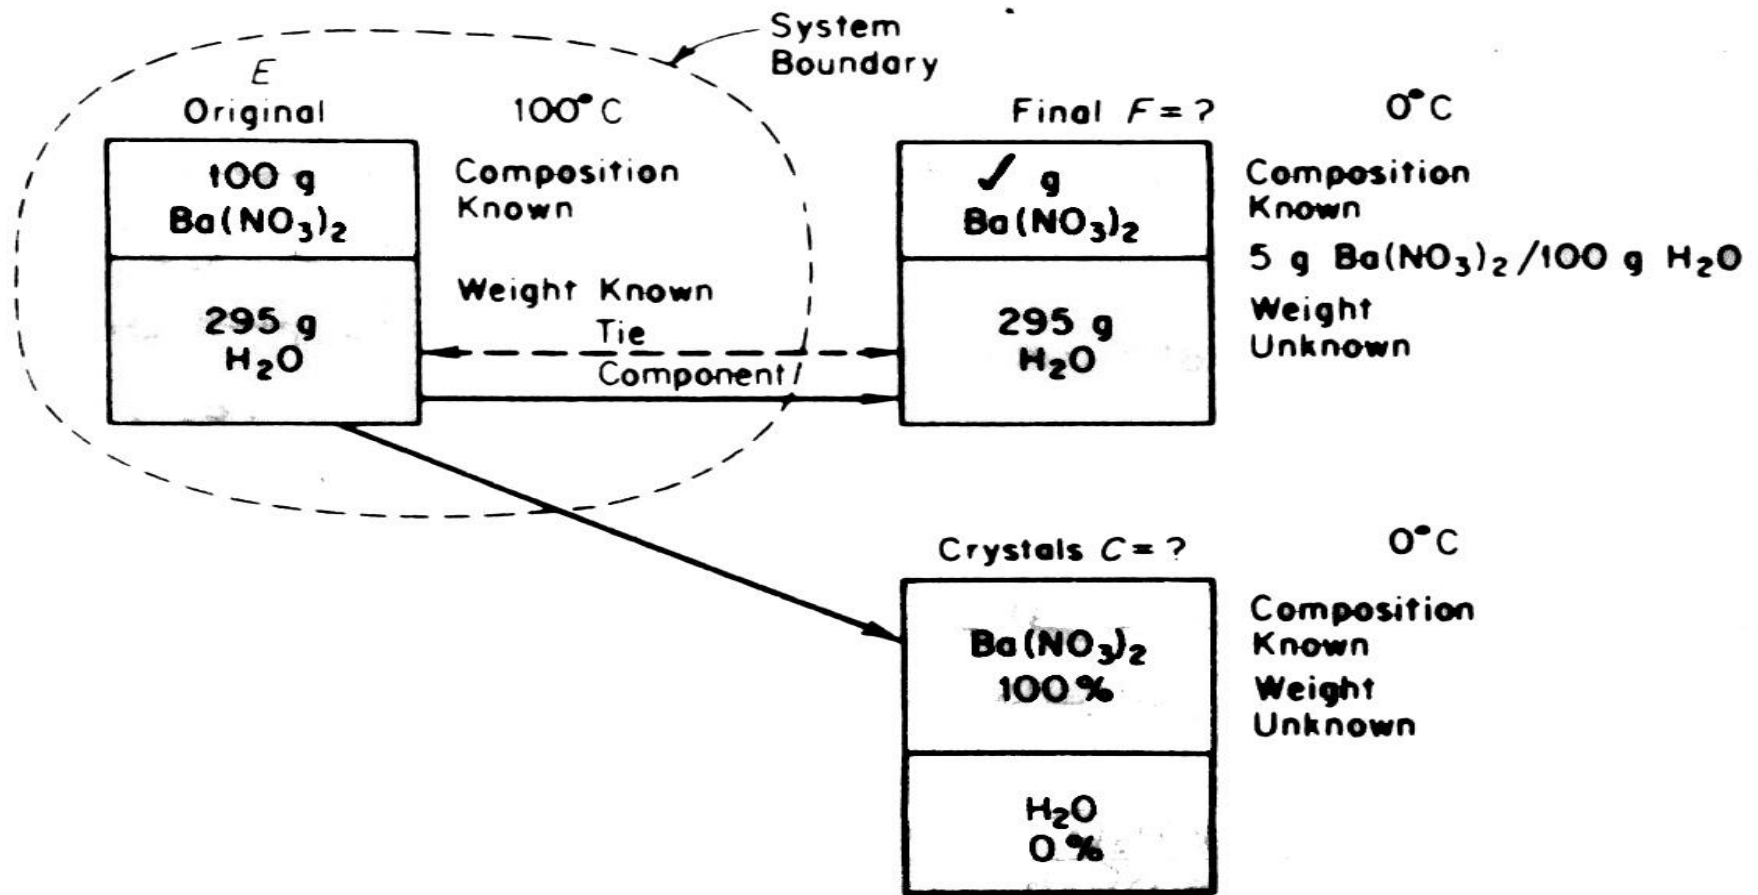 System
Boundary
E
Original
100°C
100 g
Ba(NO₃)₂
295 g
H₂O
Composition
Known
Weight Known
Tie
Component
Final F = ?
0°C
✓ g
Ba(NO₃)₂
295 g
H₂O
Composition
Known
5 g Ba(NO₃)₂/100 g H₂O
Weight
Unknown
Crystals C = ?
0°C
Ba(NO₃)₂
100%
H₂O
0%
Composition
Known
Weight
Unknown